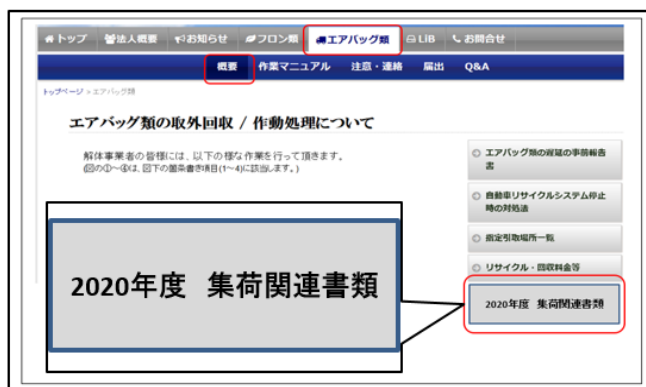 トップ 法人概要 お知らせ フロン類 エアバッグ類 LiB お問合せ
概要 作業マニュアル 注意・連絡 届出 Q&A
トップページ > エアバッグ類
エアバッグ類の取外回収 / 作動処理について
解体事業者の皆様には、以下の様な作業を行って頂きます。
(図の①~④は、図下の箇条書き項目(1~4)に該当します。)
エアバッグ類の遅延の事前報告
書
自動車リサイクルシステム停止
時の対処法
指定引取場所一覧
リサイクル・回収料金等
2020年度 集荷関連書類
2020年度 集荷関連書類